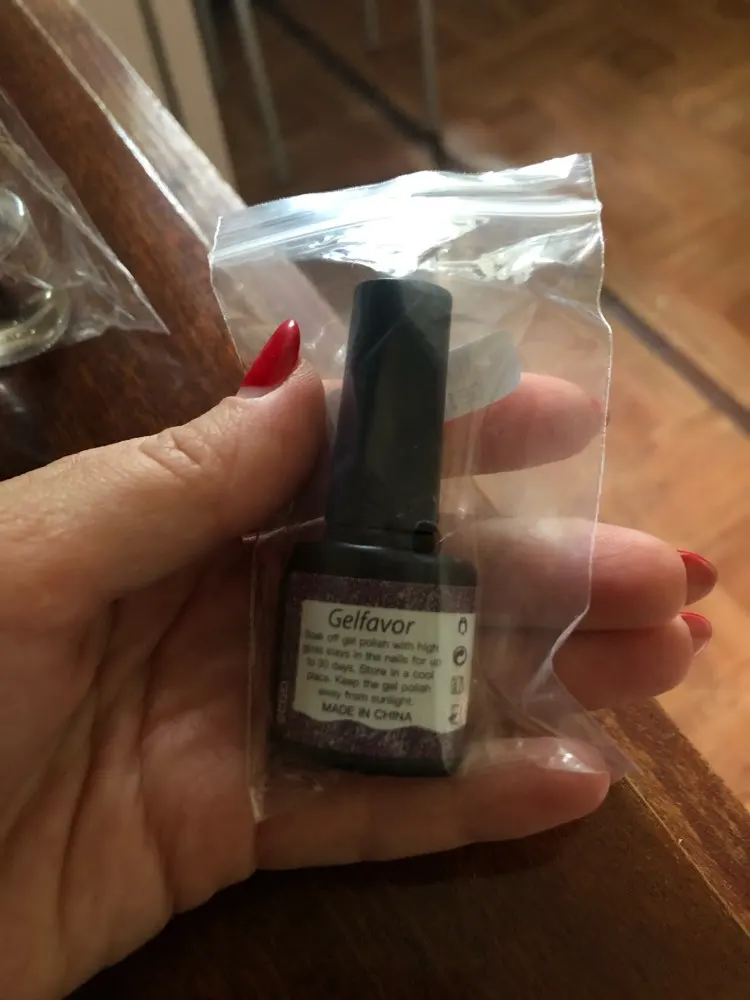 Gelfavor
Soak off gel polish with high
gloss stays in the nails for up
to 30 days. Store in a cool
place. Keep the gel polish
away from sunlight.
MADE IN CHINA